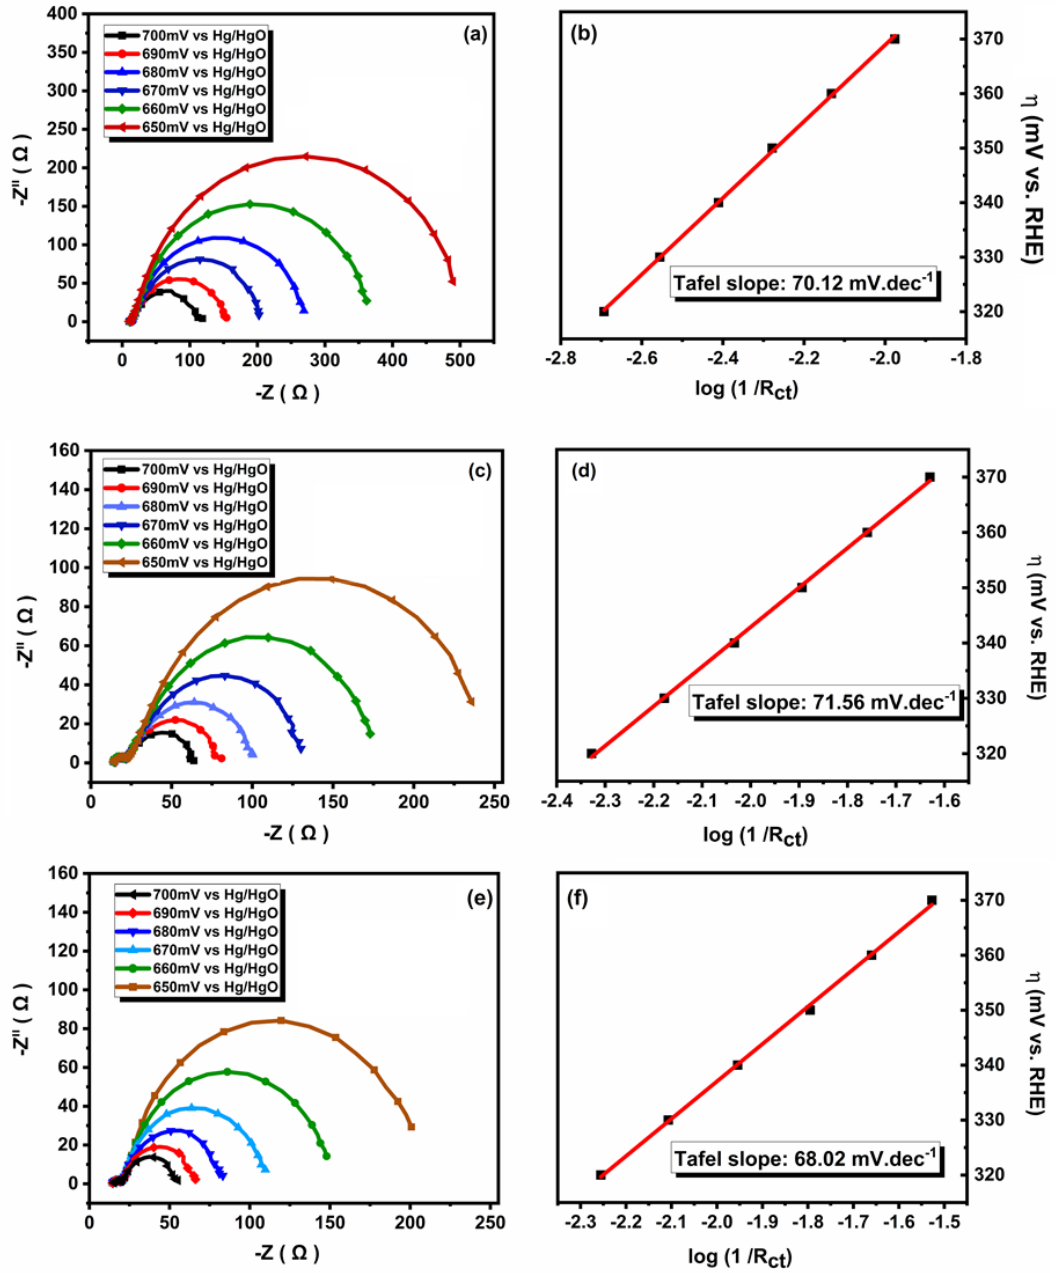 (a)
700mV vs Hg/HgO
690mV vs Hg/HgO
680mV vs Hg/HgO
670mV vs Hg/HgO
660mV vs Hg/HgO
650mV vs Hg/HgO
400
350
300
250
200
150
100
50
0
-Z'' ( Ω )
0 100 200 300 400 500
-Z ( Ω )
(b)
370
360
350
340
330
320
η (mV vs. RHE)
Tafel slope: 70.12 mV.dec⁻¹
-2.8 -2.6 -2.4 -2.2 -2.0 -1.8
log (1 /Rct)
(c)
700mV vs Hg/HgO
690mV vs Hg/HgO
680mV vs Hg/HgO
670mV vs Hg/HgO
660mV vs Hg/HgO
650mV vs Hg/HgO
160
140
120
100
80
60
40
20
0
-Z'' ( Ω )
0 50 100 150 200 250
-Z ( Ω )
(d)
370
360
350
340
330
320
η (mV vs. RHE)
Tafel slope: 71.56 mV.dec⁻¹
-2.4 -2.3 -2.2 -2.1 -2.0 -1.9 -1.8 -1.7 -1.6
log (1 /Rct)
(e)
700mV vs Hg/HgO
690mV vs Hg/HgO
680mV vs Hg/HgO
670mV vs Hg/HgO
660mV vs Hg/HgO
650mV vs Hg/HgO
160
140
120
100
80
60
40
20
0
-Z'' ( Ω )
0 50 100 150 200 250
-Z ( Ω )
(f)
370
360
350
340
330
320
η (mV vs. RHE)
Tafel slope: 68.02 mV.dec⁻¹
-2.3 -2.2 -2.1 -2.0 -1.9 -1.8 -1.7 -1.6 -1.5
log (1 /Rct)